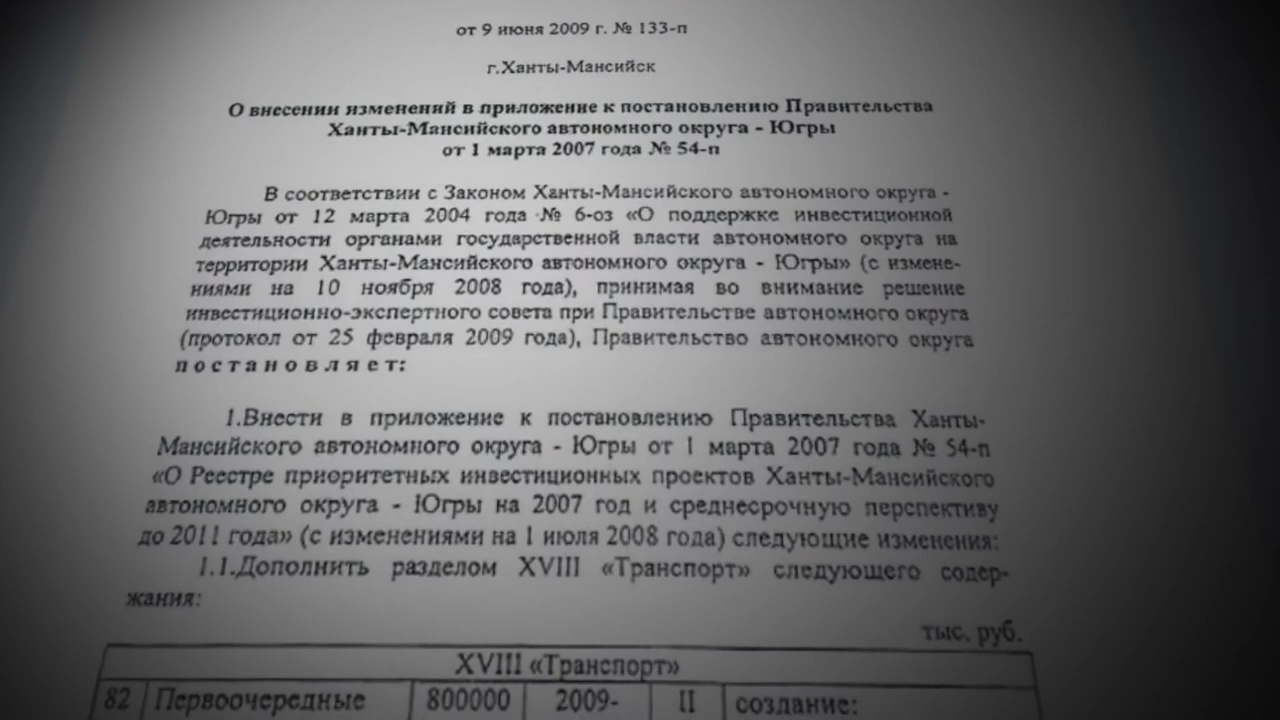 от 9 июня 2009 г. № 133-п
г.Ханты-Мансийск
О внесении изменений в приложение к постановлению Правительства
Ханты-Мансийского автономного округа - Югры
от 1 марта 2007 года № 54-п
В соответствии с Законом Ханты-Мансийского автономного округа -
Югры от 12 марта 2004 года № 6-оз «О поддержке инвестиционной
деятельности органами государственной власти автономного округа на
территории Ханты-Мансийского автономного округа - Югры» (с измене-
ниями на 10 ноября 2008 года), принимая во внимание решение
инвестиционно-экспертного совета при Правительстве автономного округа
(протокол от 25 февраля 2009 года), Правительство автономного округа
п о с т а н о в л я е т:
1.Внести в приложение к постановлению Правительства Ханты-
Мансийского автономного округа - Югры от 1 марта 2007 года № 54-п
«О Реестре приоритетных инвестиционных проектов Ханты-Мансийского
автономного округа - Югры на 2007 год и среднесрочную перспективу
до 2011 года» (с изменениями на 1 июля 2008 года) следующие изменения:
1.1.Дополнить разделом XVIII «Транспорт» следующего содер-
жания:
тыс. руб.
XVIII «Транспорт»
82 Первоочередные 800000 2009- II создание: